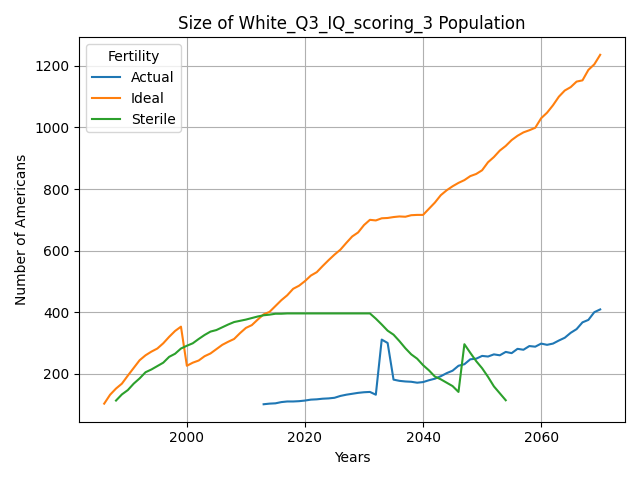 Size of White_Q3_IQ_scoring_3 Population
Fertility
Actual
Ideal
Sterile
Number of Americans
1200
1000
800
600
400
200
2000
2020
2040
2060
Years